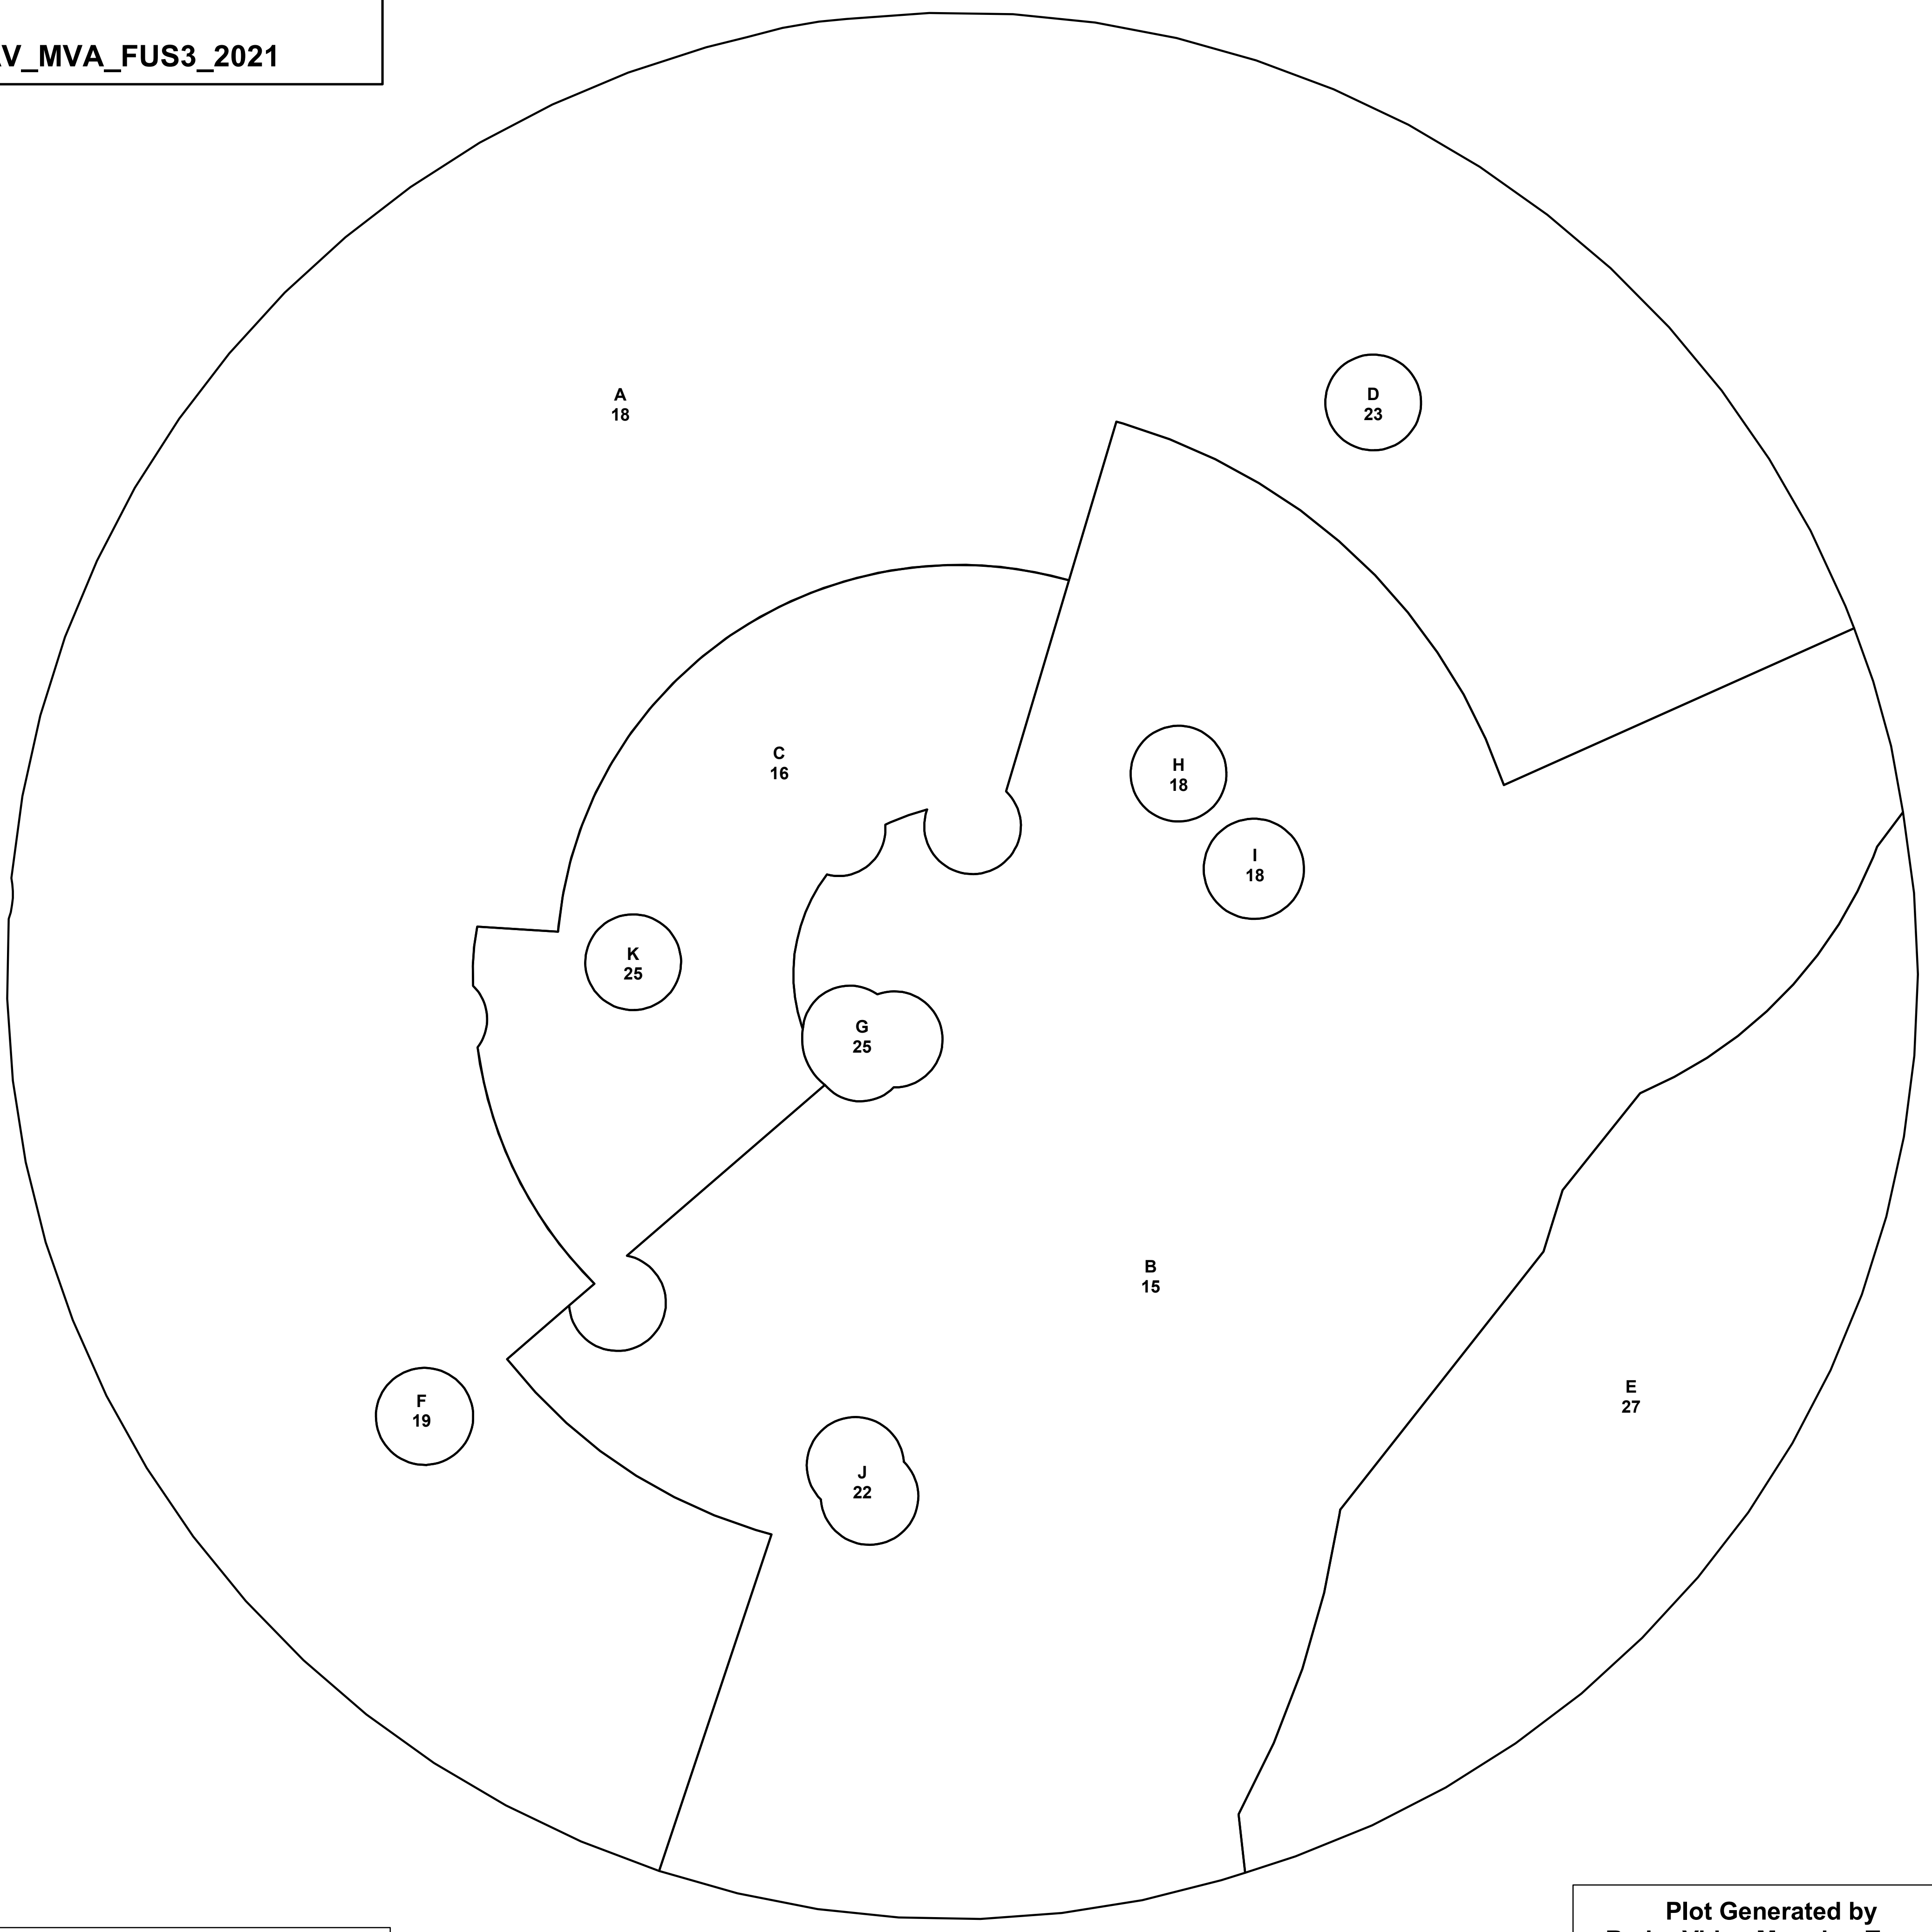 V_MVA_FUS3_2021
A
18
D
23
C
16
H
18
I
18
K
25
G
25
B
15
E
27
F
19
J
22
Plot Generated by